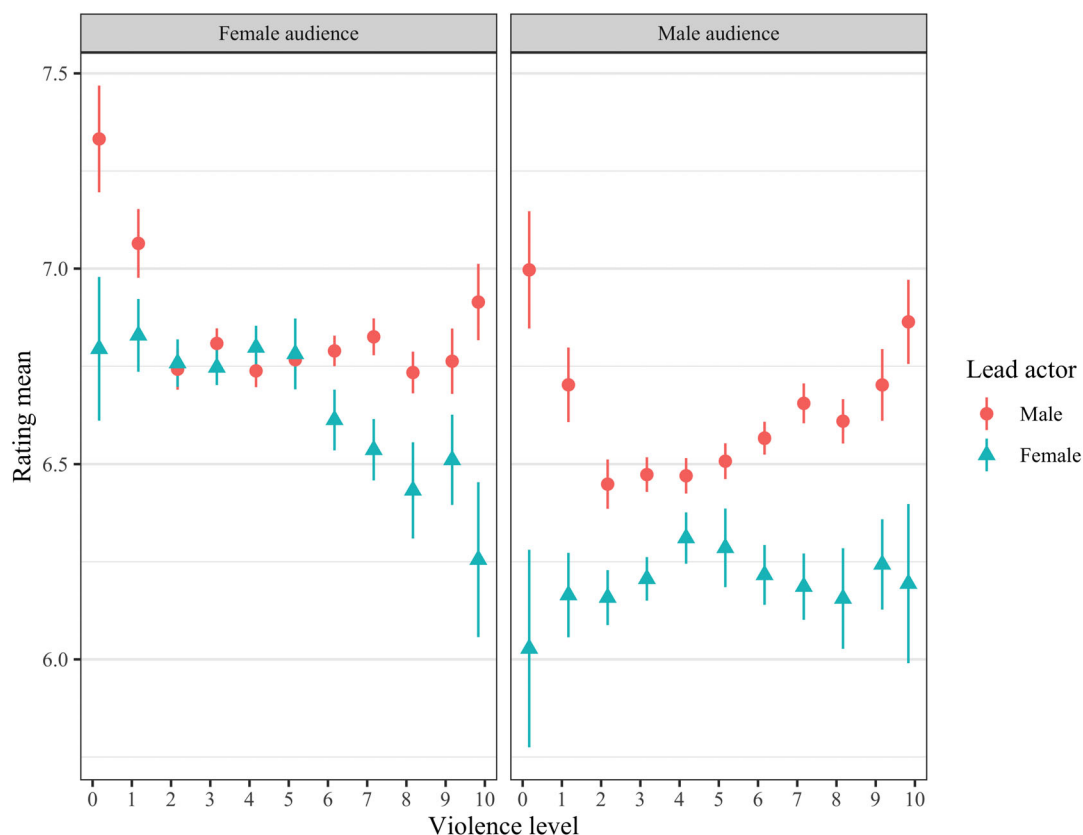 Female audience
Male audience
7.5
7.0
6.5
6.0
Rating mean
0 1 2 3 4 5 6 7 8 9 10
0 1 2 3 4 5 6 7 8 9 10
Violence level
Lead actor
Male
Female